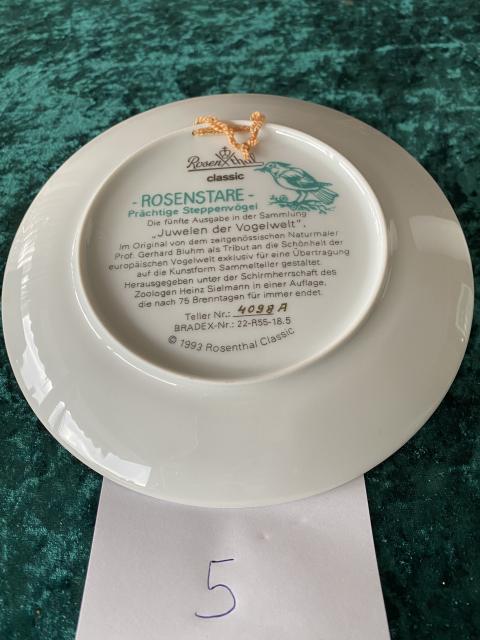 Rosenthal
classic
- ROSENSTARE -
Prächtige Steppenvögel
Die fünfte Ausgabe in der Sammlung
„Juwelen der Vogelwelt".
Im Original von dem zeitgenössischen Naturmaler
Prof. Gerhard Bluhm als Tribut an die Schönheit der
europäischen Vogelwelt exklusiv für eine Übertragung
auf die Kunstform Sammelteller gestaltet.
Herausgegeben unter der Schirmherrschaft des
Zoologen Heinz Sielmann in einer Auflage,
die nach 75 Brenntagen für immer endet.
Teller Nr.: 4098 A
BRADEX-Nr.: 22-R55-18.5
© 1993 Rosenthal Classic
5